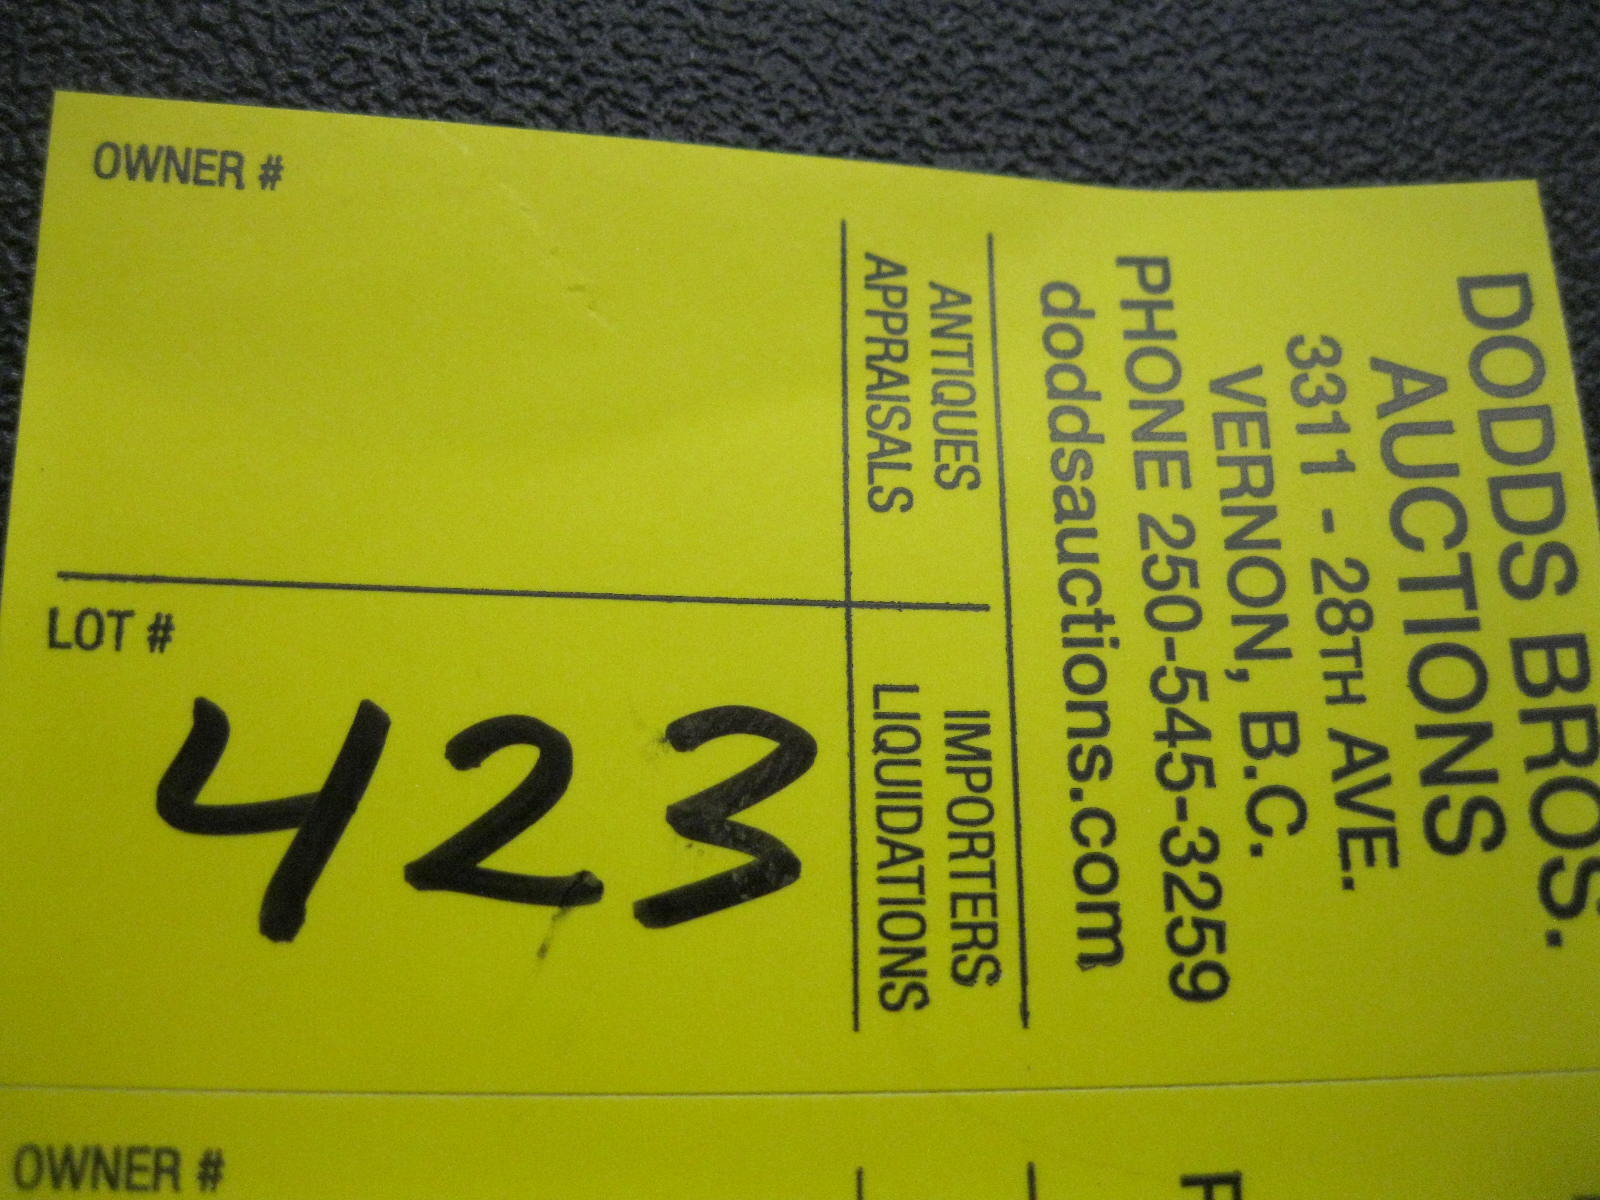 DODDS BROS.
AUCTIONS
3311 - 28TH AVE.
VERNON, B.C.
PHONE 250-545-3259
doddsauctions.com
ANTIQUES
APPRAISALS
IMPORTERS
LIQUIDATIONS
OWNER #
LOT #
423
OWNER #